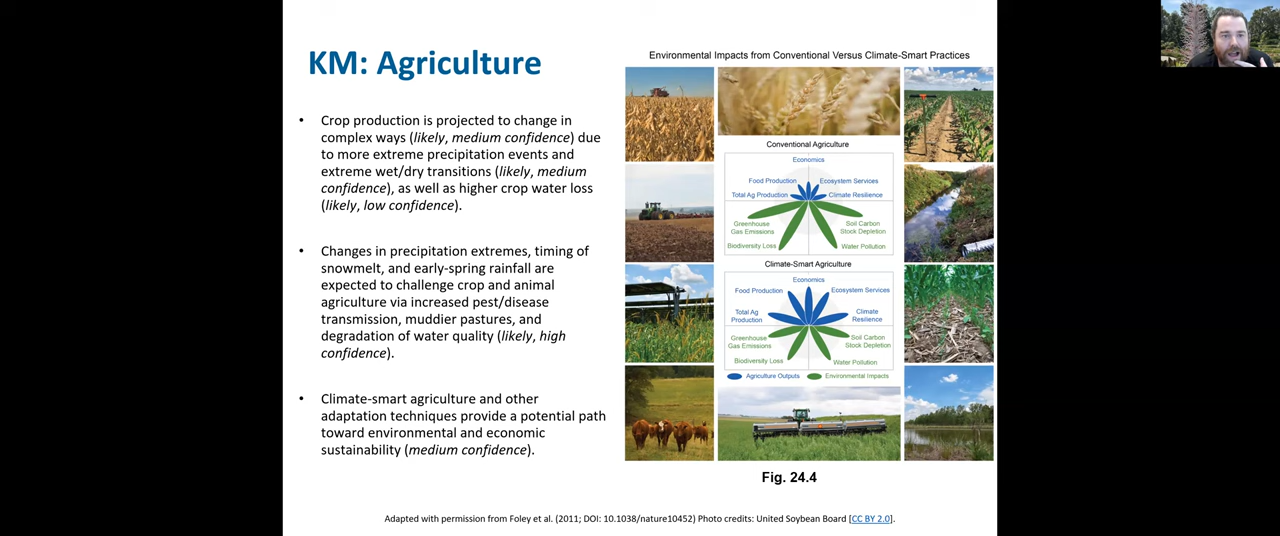 KM: Agriculture
• Crop production is projected to change in
complex ways (likely, medium confidence) due
to more extreme precipitation events and
extreme wet/dry transitions (likely, medium
confidence), as well as higher crop water loss
(likely, low confidence).
• Changes in precipitation extremes, timing of
snowmelt, and early-spring rainfall are
expected to challenge crop and animal
agriculture via increased pest/disease
transmission, muddier pastures, and
degradation of water quality (likely, high
confidence).
• Climate-smart agriculture and other
adaptation techniques provide a potential path
toward environmental and economic
sustainability (medium confidence).
Environmental Impacts from Conventional Versus Climate-Smart Practices
Conventional Agriculture
Economics
Food Production
Ecosystem Services
Total Ag Production
Climate Resilience
Greenhouse
Gas Emissions
Soil Carbon
Stock Depletion
Biodiversity Loss
Water Pollution
Climate-Smart Agriculture
Economics
Food Production
Ecosystem Services
Total Ag
Production
Climate
Resilience
Greenhouse
Gas Emissions
Soil Carbon
Stock Depletion
Biodiversity Loss
Water Pollution
Agriculture Outputs
Environmental Impacts
Fig. 24.4
Adapted with permission from Foley et al. (2011; DOI: 10.1038/nature10452) Photo credits: United Soybean Board [CC BY 2.0].